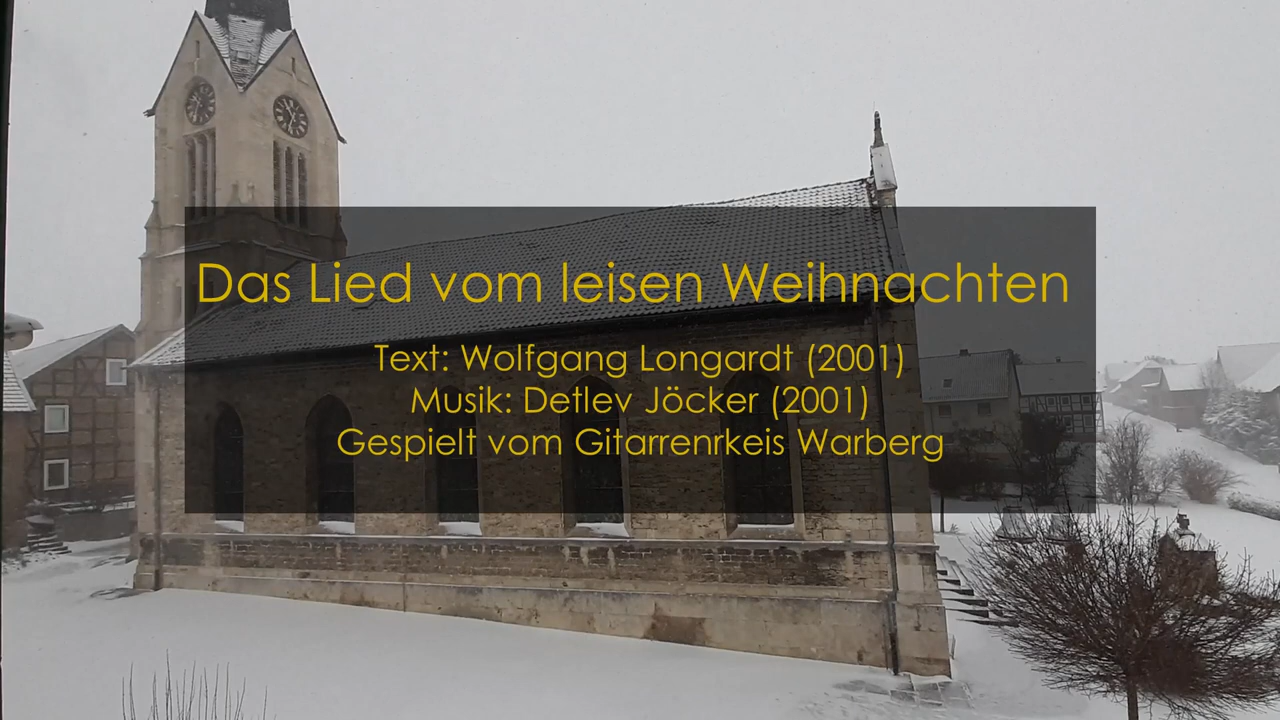 Das Lied vom leisen Weihnachten
Text: Wolfgang Longardt (2001)
Musik: Detlev Jöcker (2001)
Gespielt vom Gitarrenrkeis Warberg